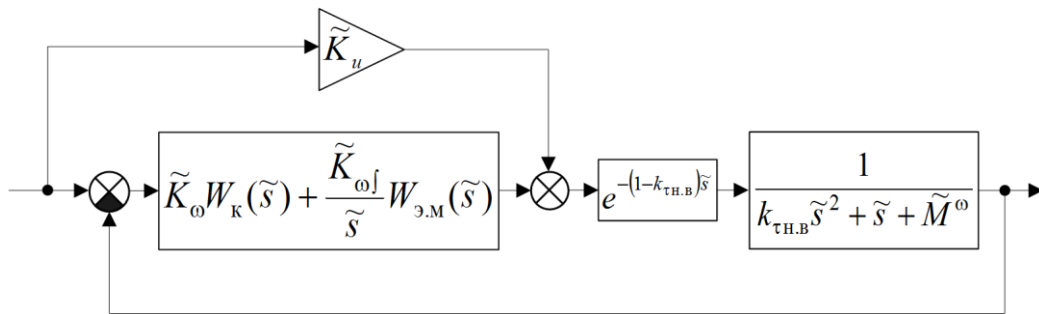 K̃_u
K̃_ω W_к(s̃) + K̃_ω∫ / s̃ W_э.м(s̃)
e^−(1−k_τн.в)s̃
1 / k_τн.в s̃² + s̃ + M̃^ω